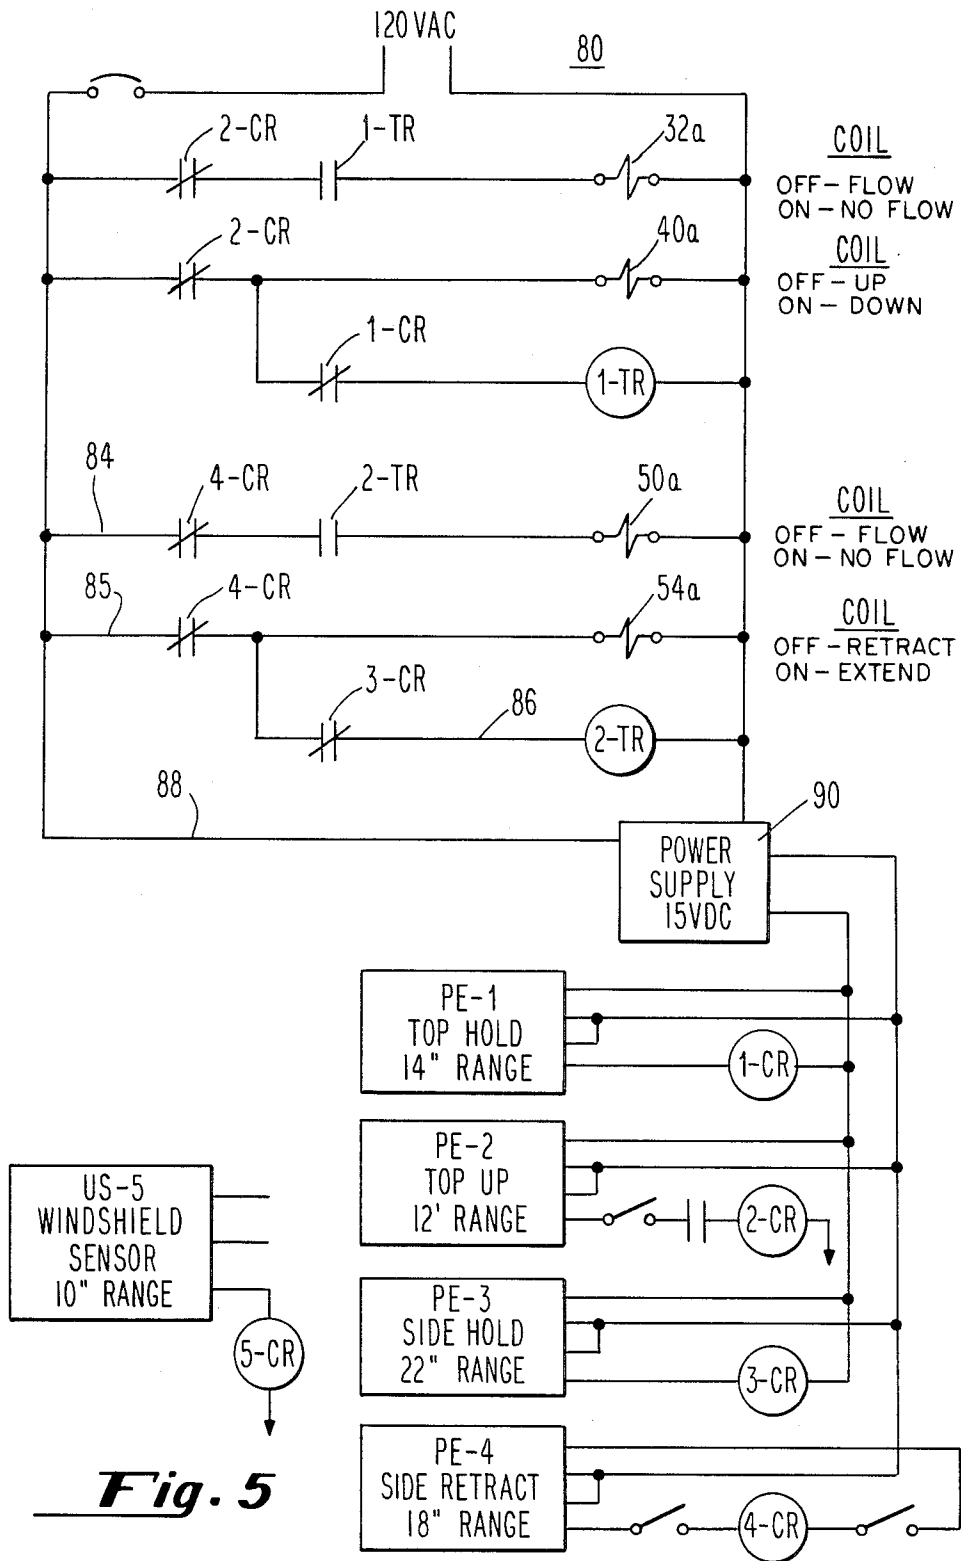 120 VAC
80
2-CR
1-TR
32a
COIL
OFF - FLOW
ON - NO FLOW
2-CR
40a
COIL
OFF - UP
ON - DOWN
1-CR
1-TR
84
4-CR
2-TR
50a
COIL
OFF - FLOW
ON - NO FLOW
85
4-CR
54a
COIL
OFF - RETRACT
ON - EXTEND
3-CR
86
2-TR
88
90
POWER
SUPPLY
15VDC
PE-1
TOP HOLD
14" RANGE
1-CR
PE-2
TOP UP
12' RANGE
2-CR
US-5
WINDSHIELD
SENSOR
10" RANGE
5-CR
PE-3
SIDE HOLD
22" RANGE
3-CR
PE-4
SIDE RETRACT
18" RANGE
4-CR
Fig. 5